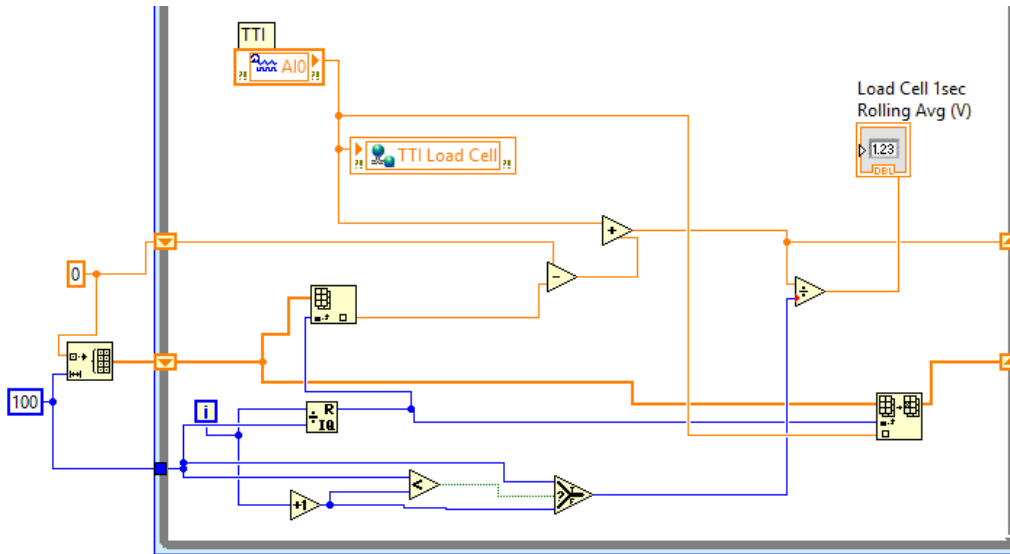 TTI
AI0
Load Cell 1sec
Rolling Avg (V)
1.23
DBL
TTI Load Cell
+
0
-
÷
100
i
÷ R
IQ
<
+1
?
T
F